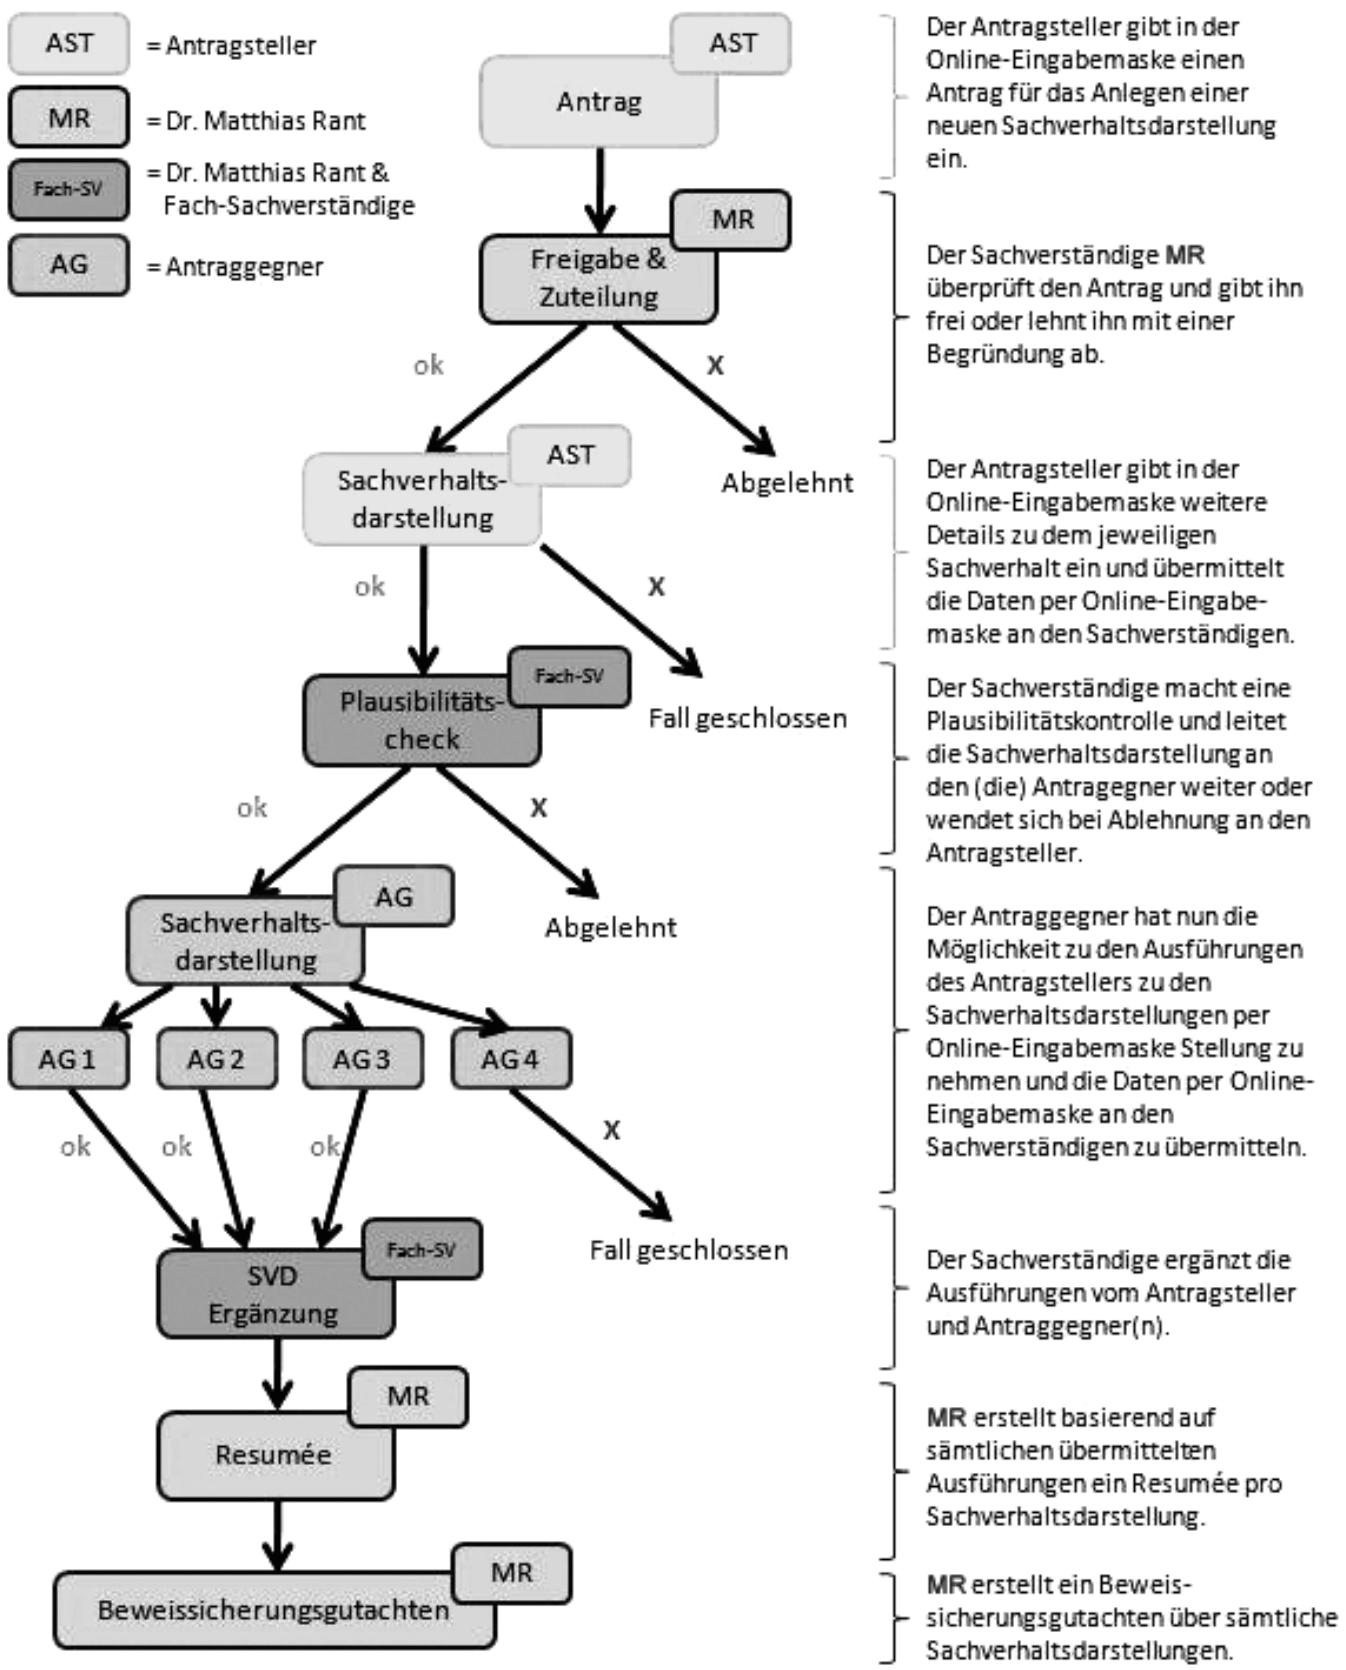 AST
= Antragsteller
MR
= Dr. Matthias Rant
Fach-SV
= Dr. Matthias Rant &
Fach-Sachverständige
AG
= Antraggegner
AST
Antrag
Der Antragsteller gibt in der
Online-Eingabemaske einen
Antrag für das Anlegen einer
neuen Sachverhaltsdarstellung
ein.
MR
Freigabe &
Zuteilung
Der Sachverständige MR
überprüft den Antrag und gibt ihn
frei oder lehnt ihn mit einer
Begründung ab.
ok
X
Abgelehnt
AST
Sachverhalts-
darstellung
Der Antragsteller gibt in der
Online-Eingabemaske weitere
Details zu dem jeweiligen
Sachverhalt ein und übermittelt
die Daten per Online-Eingabe-
maske an den Sachverständigen.
ok
X
Fall geschlossen
Fach-SV
Plausibilitäts-
check
Der Sachverständige macht eine
Plausibilitätskontrolle und leitet
die Sachverhaltsdarstellung an
den (die) Antragegner weiter oder
wendet sich bei Ablehnung an den
Antragsteller.
ok
X
Abgelehnt
AG
Sachverhalts-
darstellung
Der Antraggegner hat nun die
Möglichkeit zu den Ausführungen
des Antragstellers zu den
Sachverhaltsdarstellungen per
Online-Eingabemaske Stellung zu
nehmen und die Daten per Online-
Eingabemaske an den
Sachverständigen zu übermitteln.
AG 1
AG 2
AG 3
AG 4
ok
ok
ok
X
Fall geschlossen
Fach-SV
SVD
Ergänzung
Der Sachverständige ergänzt die
Ausführungen vom Antragsteller
und Antraggegner(n).
MR
Resumée
MR erstellt basierend auf
sämtlichen übermittelten
Ausführungen ein Resumée pro
Sachverhaltsdarstellung.
MR
Beweissicherungsgutachten
MR erstellt ein Beweis-
sicherungsgutachten über sämtliche
Sachverhaltsdarstellungen.